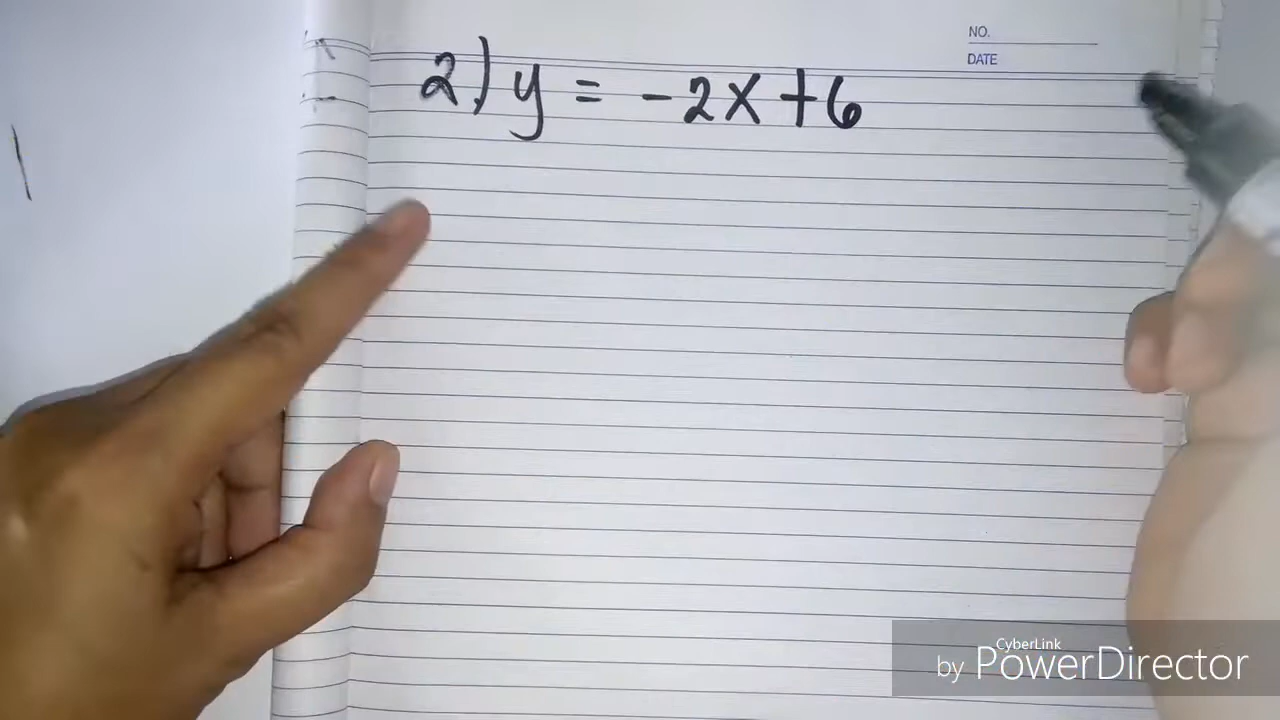 NO.
DATE
2) y = -2x + 6
CyberLink
by PowerDirector